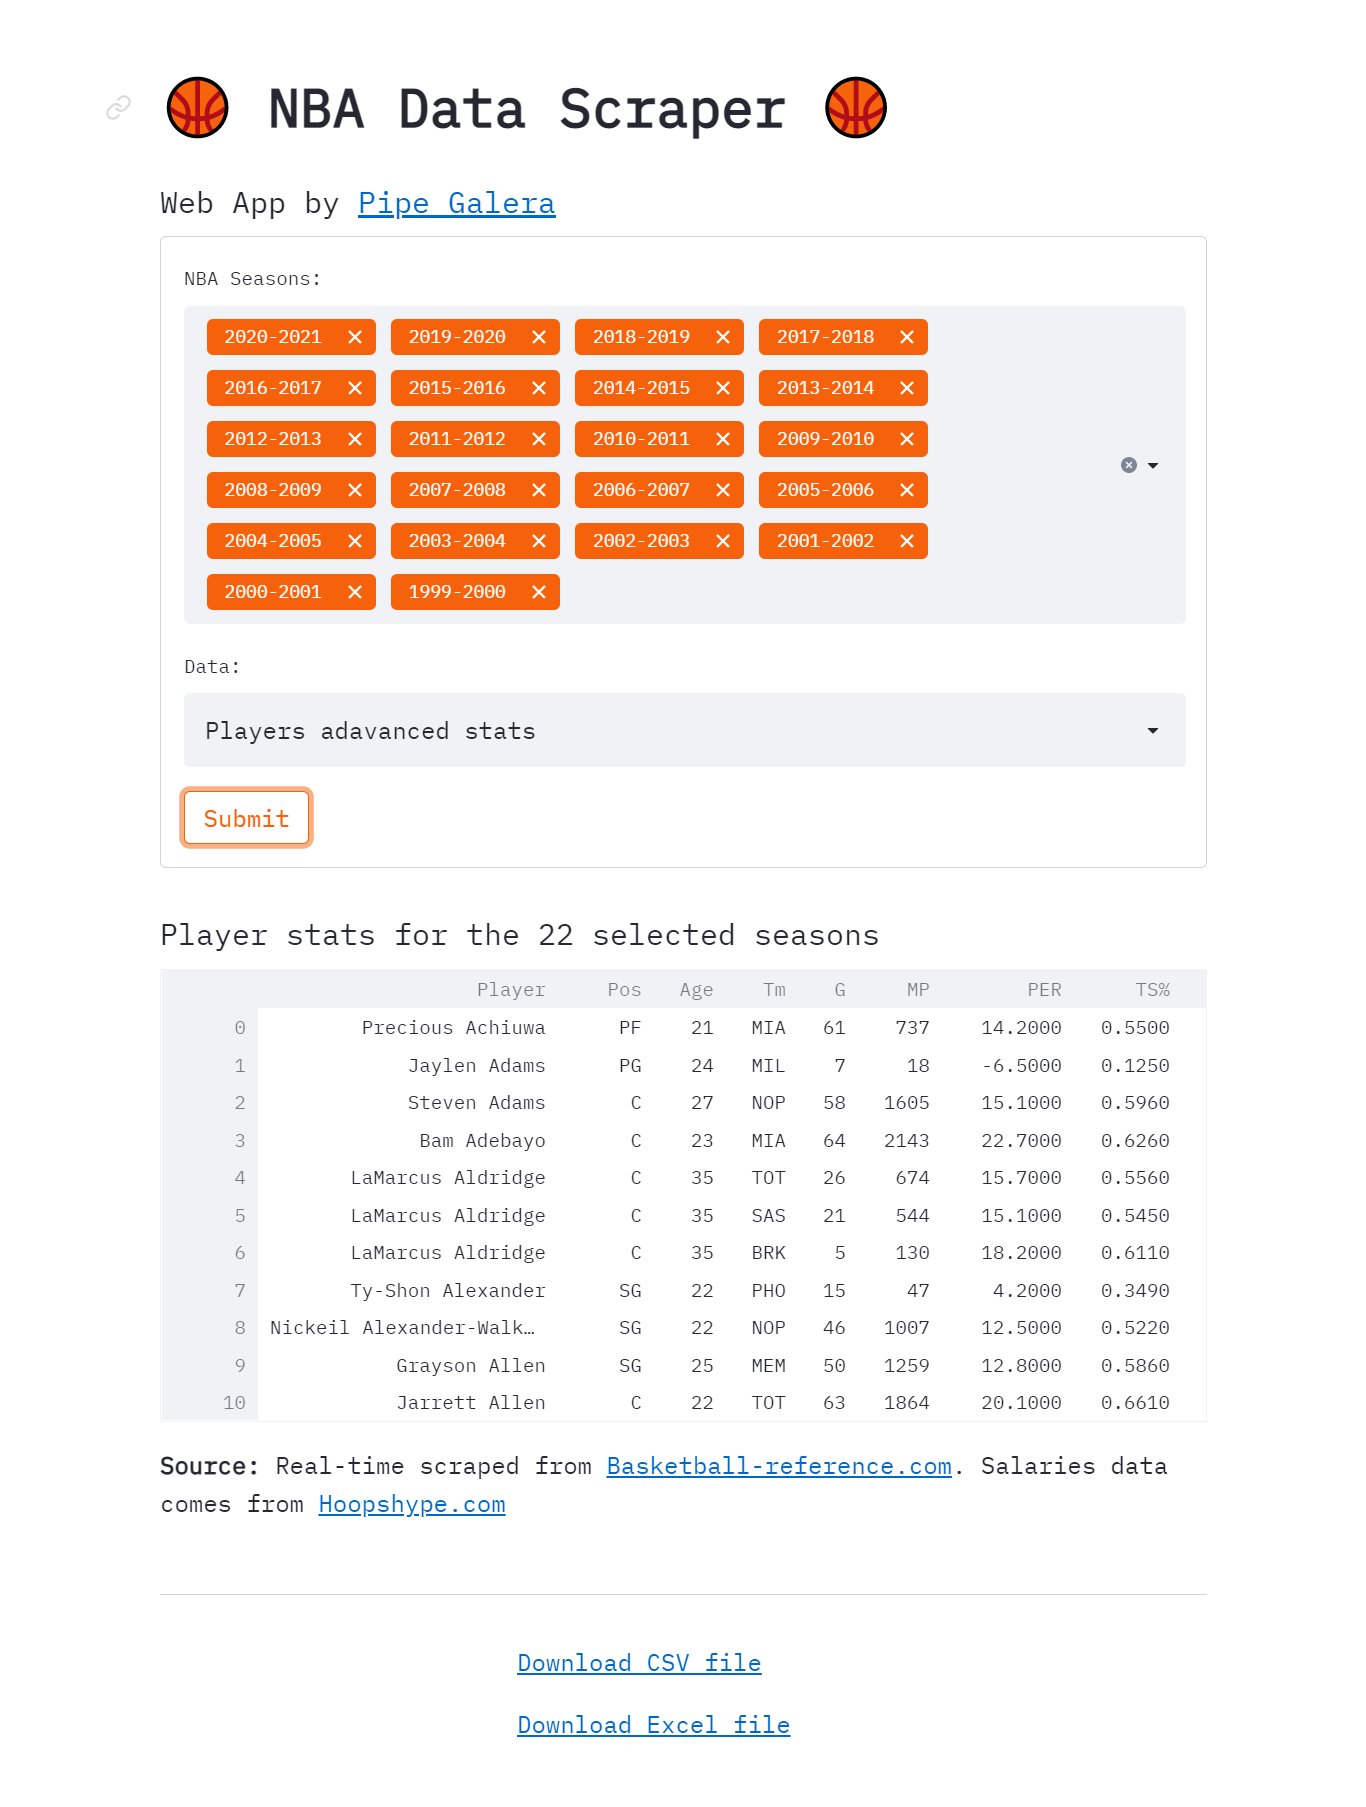 NBA Data Scraper
Web App by Pipe Galera
NBA Seasons:
2020-2021 2019-2020 2018-2019 2017-2018
2016-2017 2015-2016 2014-2015 2013-2014
2012-2013 2011-2012 2010-2011 2009-2010
2008-2009 2007-2008 2006-2007 2005-2006
2004-2005 2003-2004 2002-2003 2001-2002
2000-2001 1999-2000
Data:
Players adavanced stats
Submit
Player stats for the 22 selected seasons
Player Pos Age Tm G MP PER TS%
0 Precious Achiuwa PF 21 MIA 61 737 14.2000 0.5500
1 Jaylen Adams PG 24 MIL 7 18 -6.5000 0.1250
2 Steven Adams C 27 NOP 58 1605 15.1000 0.5960
3 Bam Adebayo C 23 MIA 64 2143 22.7000 0.6260
4 LaMarcus Aldridge C 35 TOT 26 674 15.7000 0.5560
5 LaMarcus Aldridge C 35 SAS 21 544 15.1000 0.5450
6 LaMarcus Aldridge C 35 BRK 5 130 18.2000 0.6110
7 Ty-Shon Alexander SG 22 PHO 15 47 4.2000 0.3490
8 Nickeil Alexander-Walk… SG 22 NOP 46 1007 12.5000 0.5220
9 Grayson Allen SG 25 MEM 50 1259 12.8000 0.5860
10 Jarrett Allen C 22 TOT 63 1864 20.1000 0.6610
Source: Real-time scraped from Basketball-reference.com. Salaries data
comes from Hoopshype.com
Download CSV file
Download Excel file